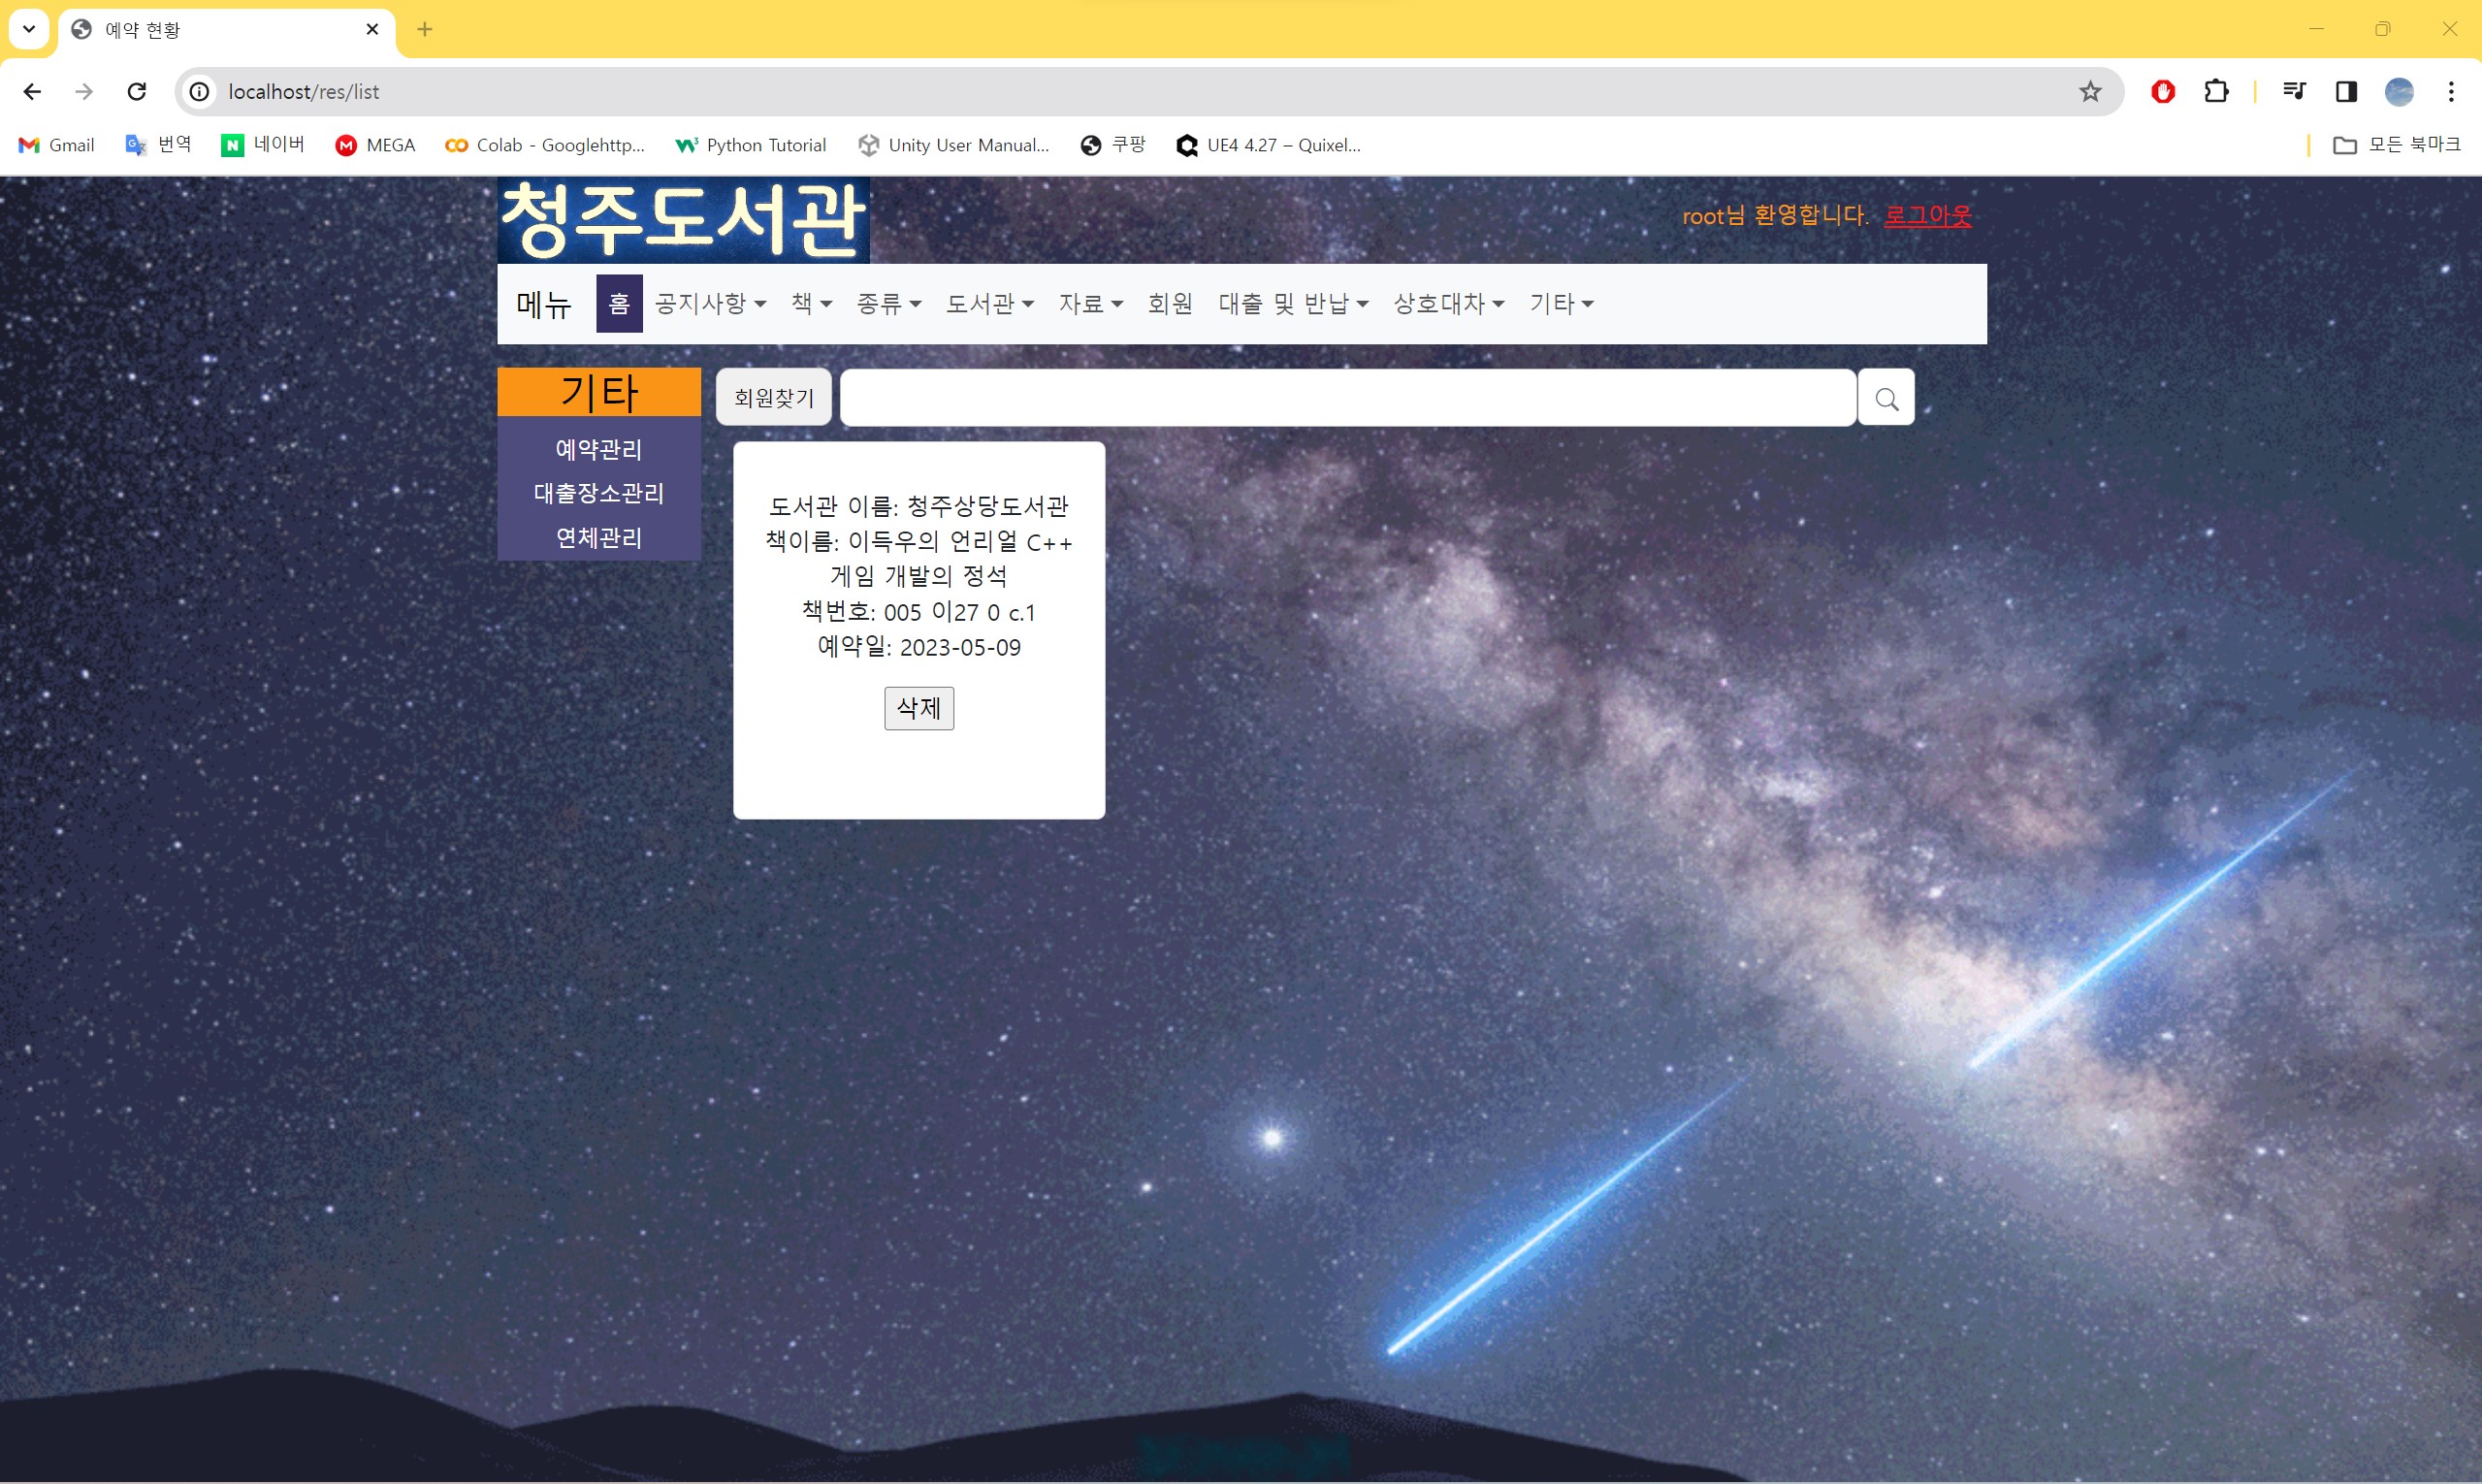 예약 현황
localhost/res/list
Gmail 번역 네이버 MEGA Colab - Googlehttp... Python Tutorial Unity User Manual... 쿠팡 UE4 4.27 – Quixel... 모든 북마크
청주도서관
root님 환영합니다. 로그아웃
메뉴 홈 공지사항 책 종류 도서관 자료 회원 대출 및 반납 상호대차 기타
기타
예약관리
대출장소관리
연체관리
회원찾기
도서관 이름: 청주상당도서관
책이름: 이득우의 언리얼 C++
게임 개발의 정석
책번호: 005 이27 0 c.1
예약일: 2023-05-09
삭제